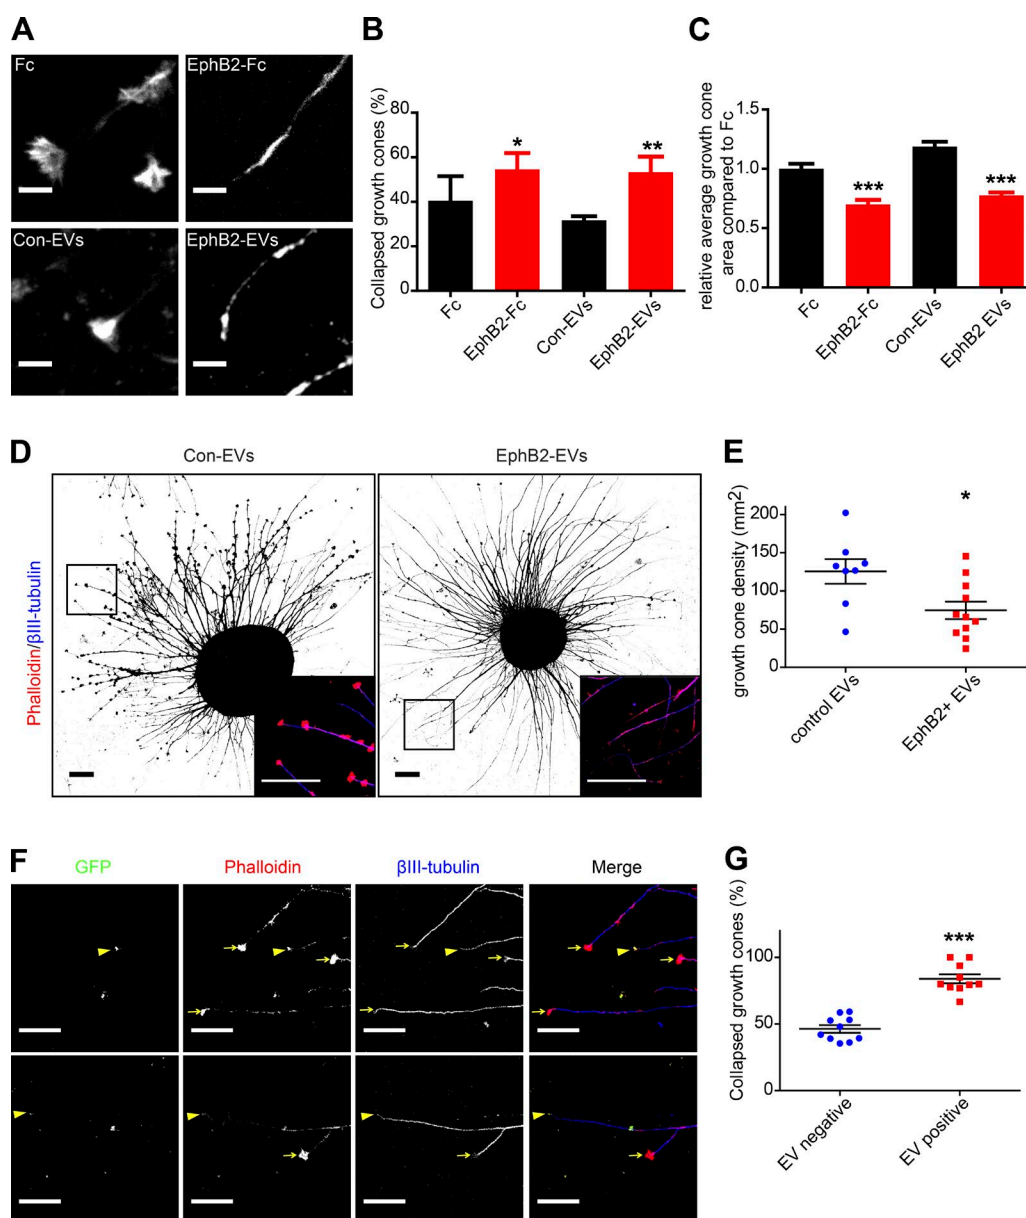 A
Fc
EphB2-Fc
Con-EVs
EphB2-EVs
B
Collapsed growth cones (%)
80
60
40
20
0
*
**
Fc
EphB2-Fc
Con-EVs
EphB2-EVs
C
relative average growth cone
area compared to Fc
1.5
1.0
0.5
0.0
***
***
Fc
EphB2-Fc
Con-EVs
EphB2 EVs
D
Con-EVs
EphB2-EVs
Phalloidin/βIII-tubulin
E
growth cone density (mm2)
200
150
100
50
0
*
control EVs
EphB2+ EVs
F
GFP
Phalloidin
βIII-tubulin
Merge
G
Collapsed growth cones (%)
100
50
0
***
EV negative
EV positive